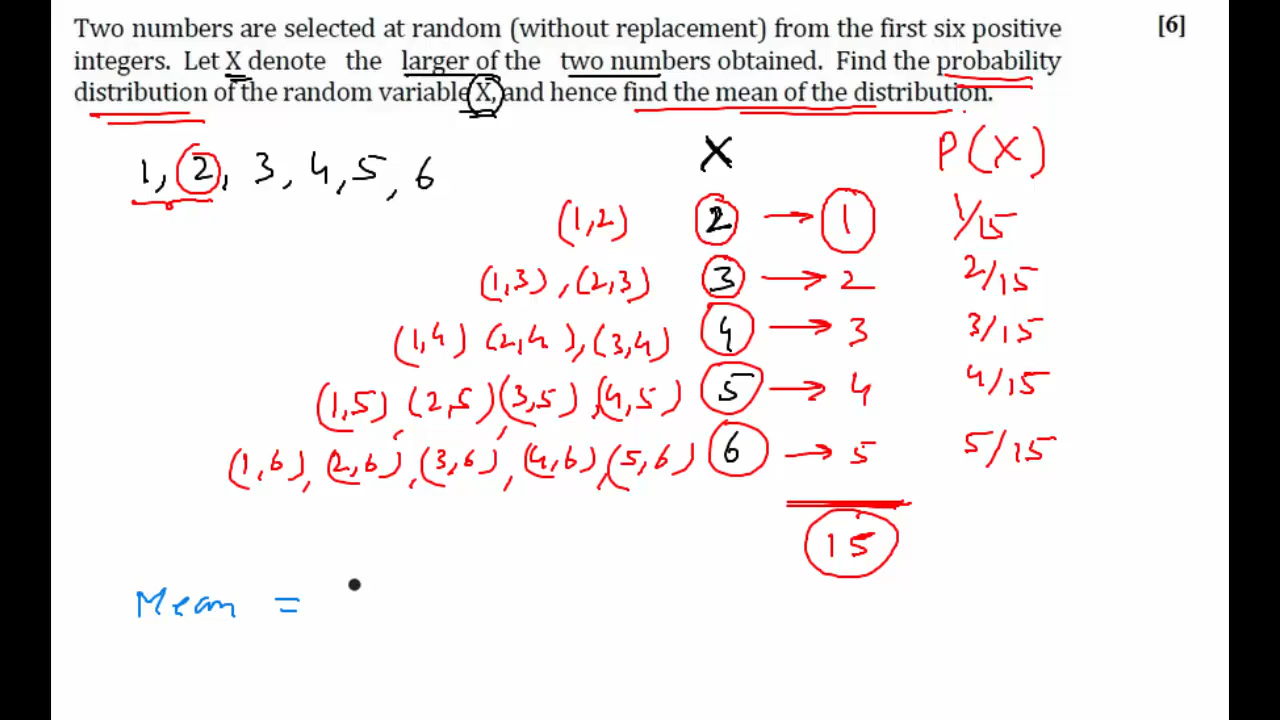 Two numbers are selected at random (without replacement) from the first six positive [6]
integers. Let X denote the larger of the two numbers obtained. Find the probability
distribution of the random variable X, and hence find the mean of the distribution.
1, 2, 3, 4, 5, 6
X P(X)
(1,2) 2 → 1 1/15
(1,3) , (2,3) 3 → 2 2/15
(1,4) (2,4), (3,4) 4 → 3 3/15
(1,5), (2,5), (3,5), (4,5) 5 → 4 4/15
(1,6), (2,6), (3,6), (4,6), (5,6) 6 → 5 5/15
15
Mean =